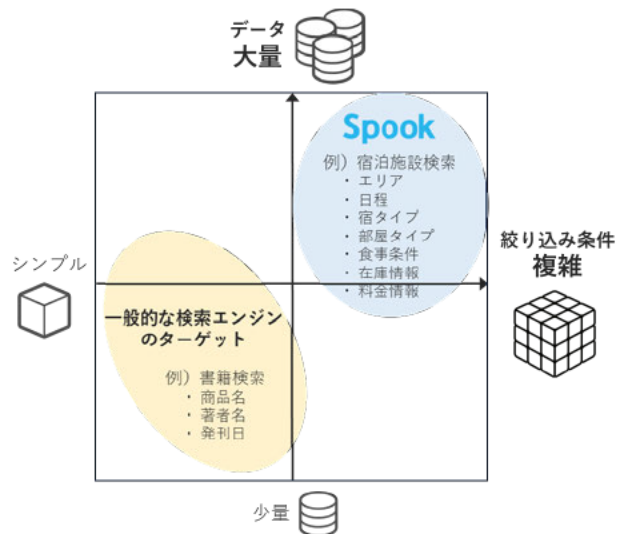 データ
大量
Spook
例）宿泊施設検索
・エリア
・日程
・宿タイプ
・部屋タイプ
・食事条件
・在庫情報
・料金情報
シンプル
絞り込み条件
複雑
一般的な検索エンジン
のターゲット
例）書籍検索
・商品名
・著者名
・発刊日
少量